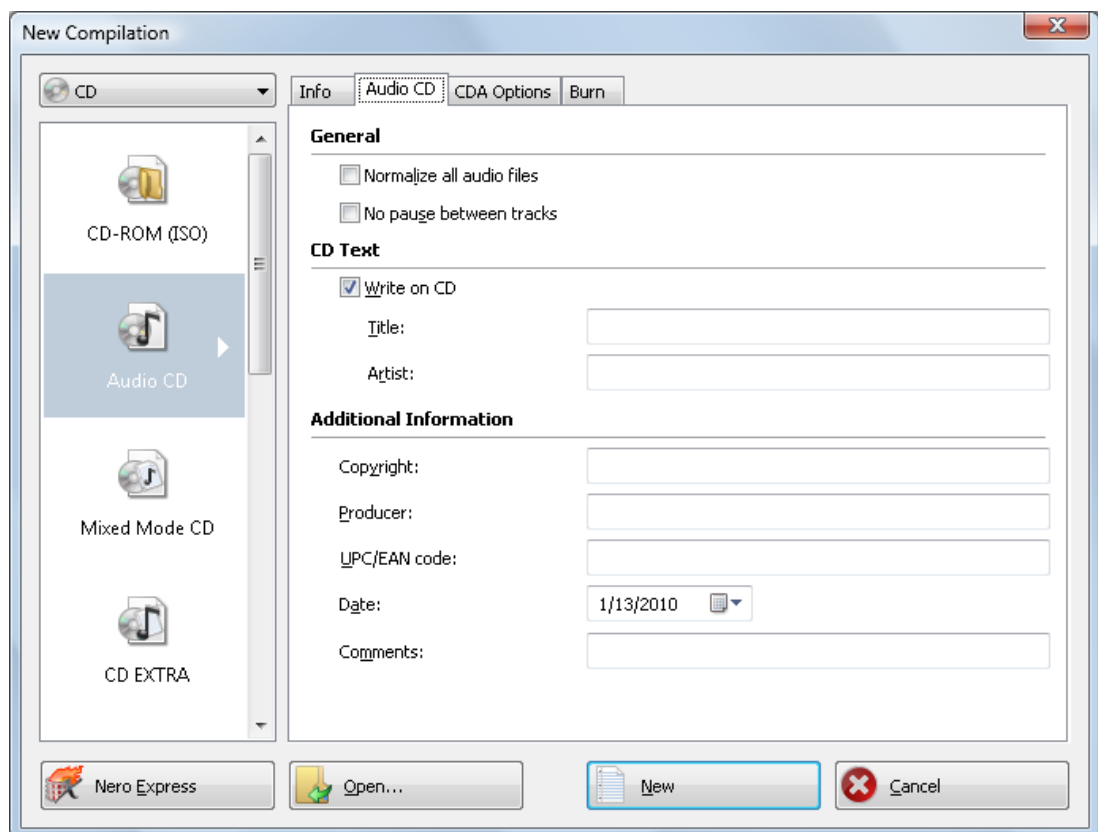 New Compilation
CD
CD-ROM (ISO)
Audio CD
Mixed Mode CD
CD EXTRA
Info
Audio CD
CDA Options
Burn
General
Normalize all audio files
No pause between tracks
CD Text
Write on CD
Title:
Artist:
Additional Information
Copyright:
Producer:
UPC/EAN code:
Date:
1/13/2010
Comments:
Nero Express
Open...
New
Cancel